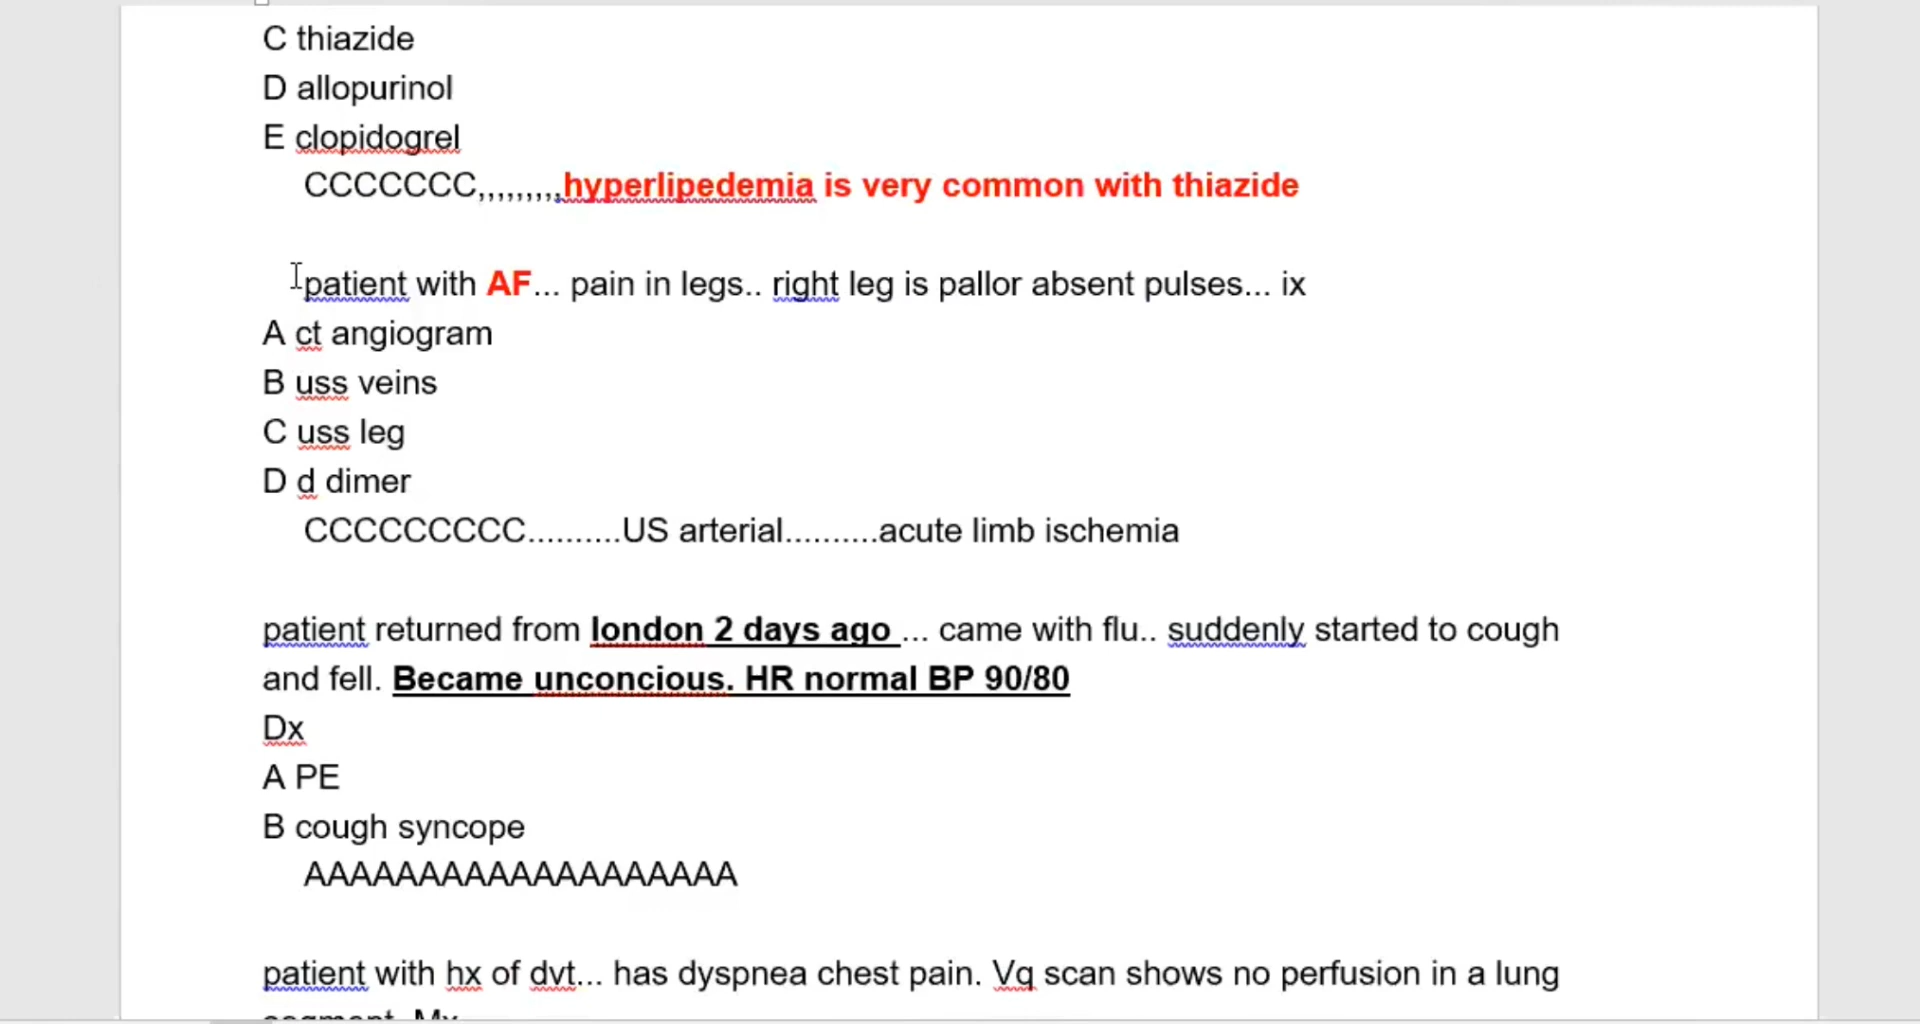 C thiazide
D allopurinol
E clopidogrel
CCCCCCC,,,,,,,,,hyperlipedemia is very common with thiazide
patient with AF... pain in legs.. right leg is pallor absent pulses... ix
A ct angiogram
B uss veins
C uss leg
D d dimer
CCCCCCCCCC..........US arterial..........acute limb ischemia
patient returned from london 2 days ago ... came with flu.. suddenly started to cough
and fell. Became unconcious. HR normal BP 90/80
Dx
A PE
B cough syncope
AAAAAAAAAAAAAAAAAAA
patient with hx of dvt... has dyspnea chest pain. Vq scan shows no perfusion in a lung
segment. Mx